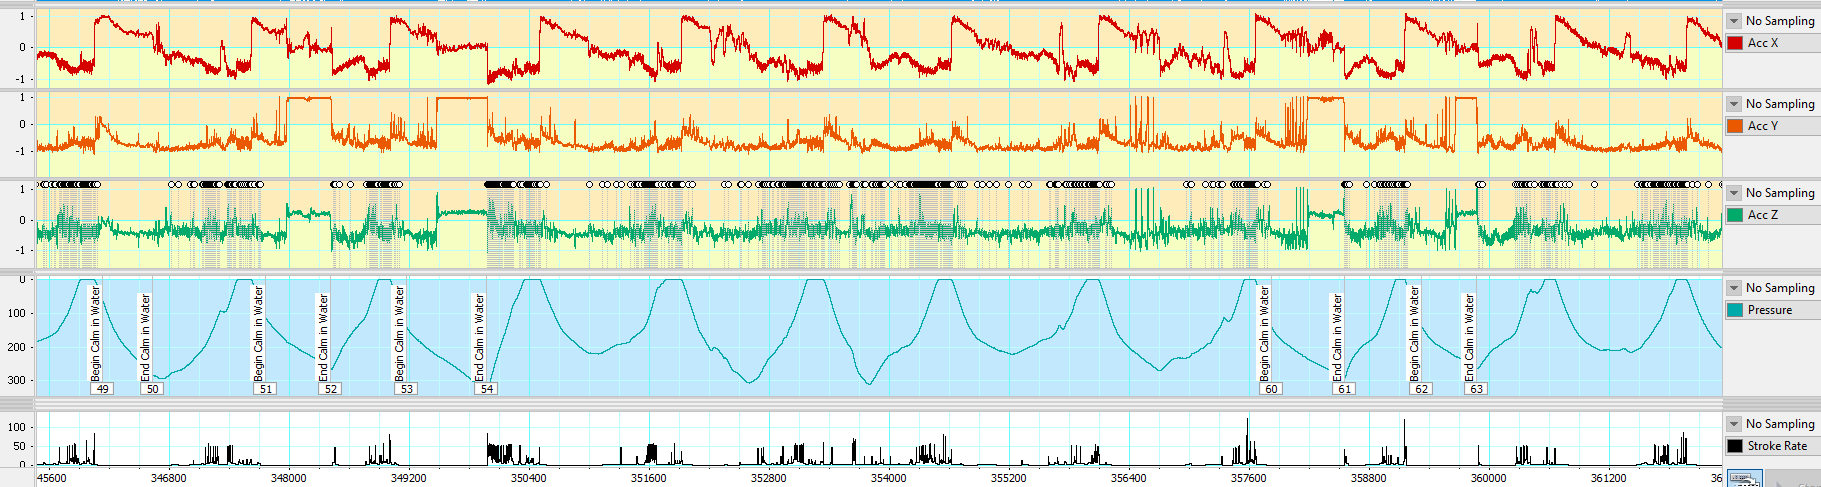 1
0
-1
No Sampling
Acc X
1
0
-1
No Sampling
Acc Y
1
0
-1
No Sampling
Acc Z
0
100
200
300
Begin Calm in Water
End Calm in Water
Begin Calm in Water
End Calm in Water
Begin Calm in Water
End Calm in Water
Begin Calm in Water
End Calm in Water
Begin Calm in Water
End Calm in Water
49
50
51
52
53
54
60
61
62
63
No Sampling
Pressure
100
50
0
No Sampling
Stroke Rate
45600 346800 348000 349200 350400 351600 352800 354000 355200 356400 357600 358800 360000 361200 36